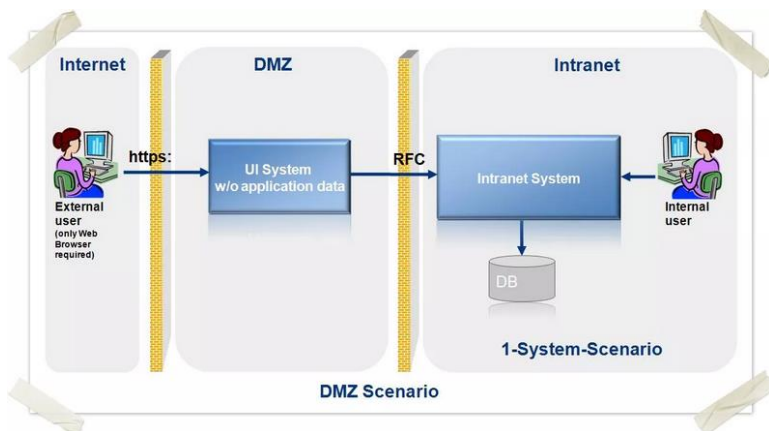 Internet
DMZ
Intranet
https:
RFC
UI System
w/o application data
Intranet System
External
user
(only Web
Browser
required)
Internal
user
DB
1-System-Scenario
DMZ Scenario